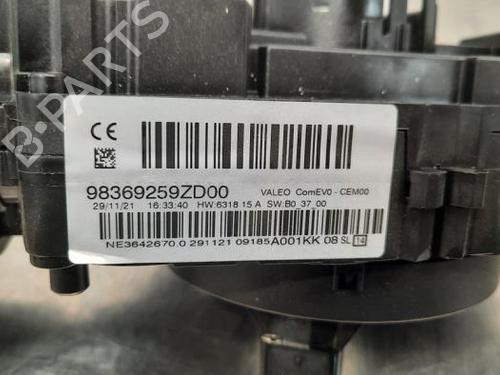 B-PARTS
CE
98369259ZD00 VALEO ComEV0 - CEM00
29/11/21 16:33:40 HW:6318 15 A SW:B0_37_00
NE3642670.0 291121 09185A001KK 08 SL 14